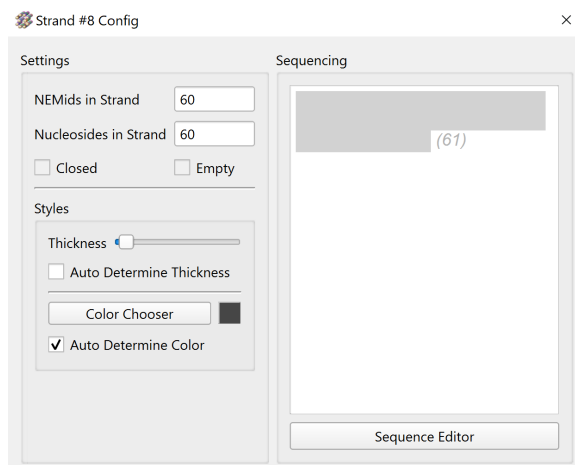 Strand #8 Config
Settings
NEMids in Strand 60
Nucleosides in Strand 60
Closed Empty
Styles
Thickness
Auto Determine Thickness
Color Chooser
Auto Determine Color
Sequencing
(61)
Sequence Editor